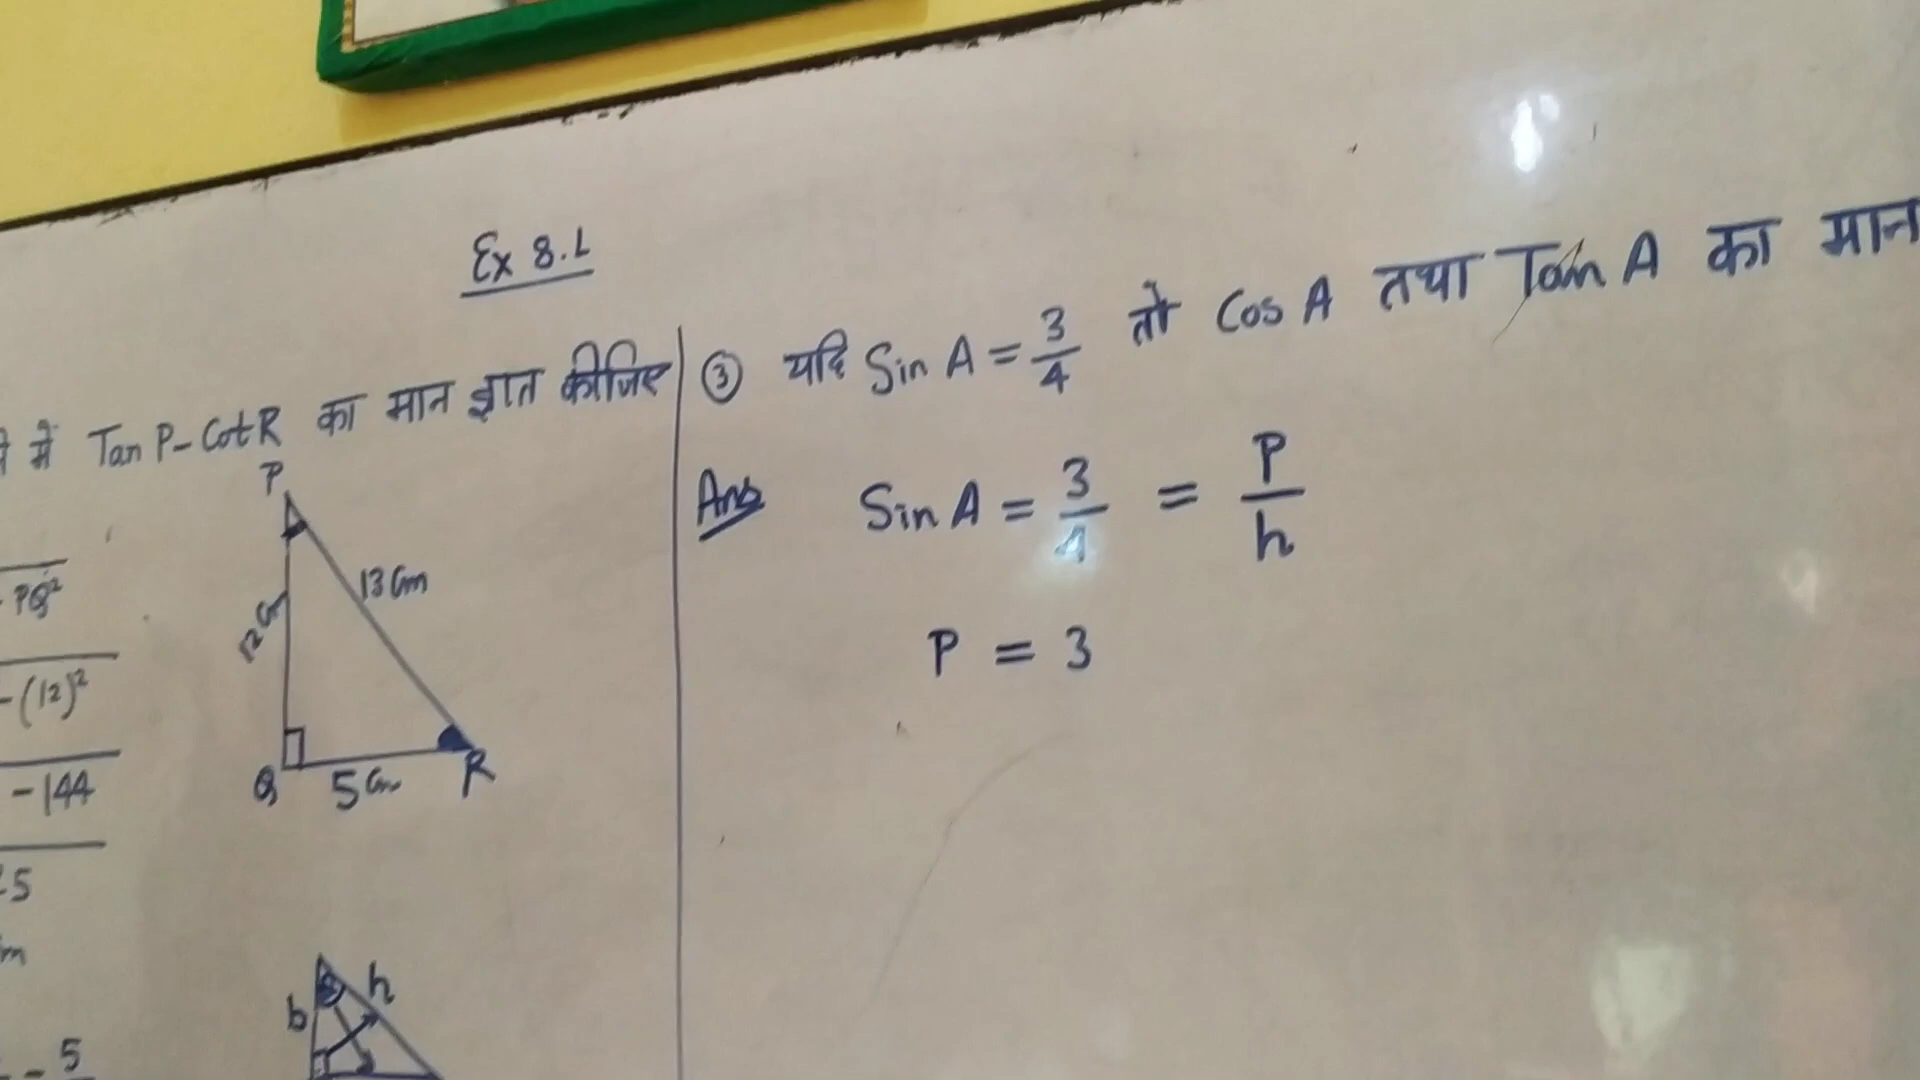 Ex 8.1
में Tan P - Cot R का मान ज्ञात कीजिए
P
13 Cm
12 Cm
Q
5 Cm
R
PQ²
-(12)²
-144
5
m
b
h
- 5
③ यदि Sin A = 3/4 तो Cos A तथा Tan A का मान
Ans Sin A = 3/4 = P/h
P = 3